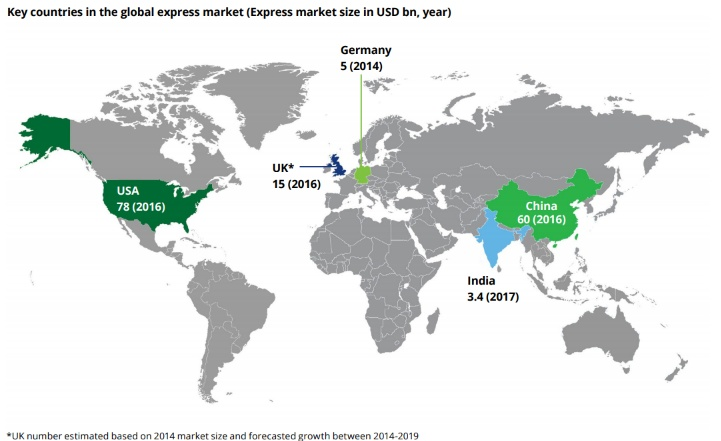 Key countries in the global express market (Express market size in USD bn, year)
Germany
5 (2014)
UK*
15 (2016)
USA
78 (2016)
China
60 (2016)
India
3.4 (2017)
*UK number estimated based on 2014 market size and forecasted growth between 2014-2019